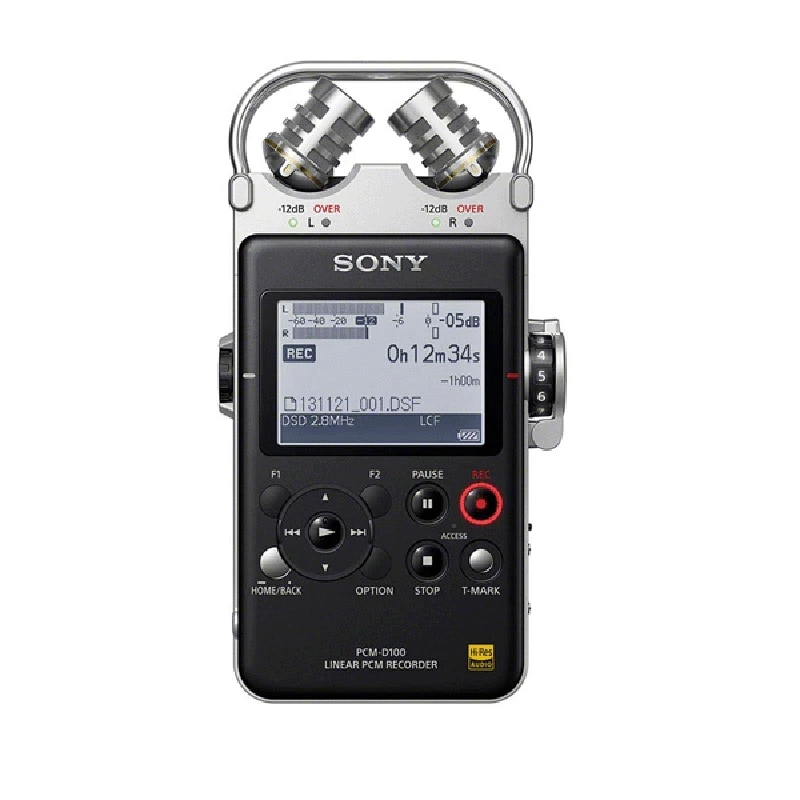 -12dB OVER -12dB OVER
L R
SONY
L
-60 -40 -20 -12 -6 0 -05dB
R
REC 0h12m34s
-1h00m
131121_001.DSF
DSD 2.8MHz LCF
4
5
6
F1 F2 PAUSE REC
ACCESS
HOME/BACK OPTION STOP T-MARK
PCM-D100
LINEAR PCM RECORDER
Hi-Res
AUDIO